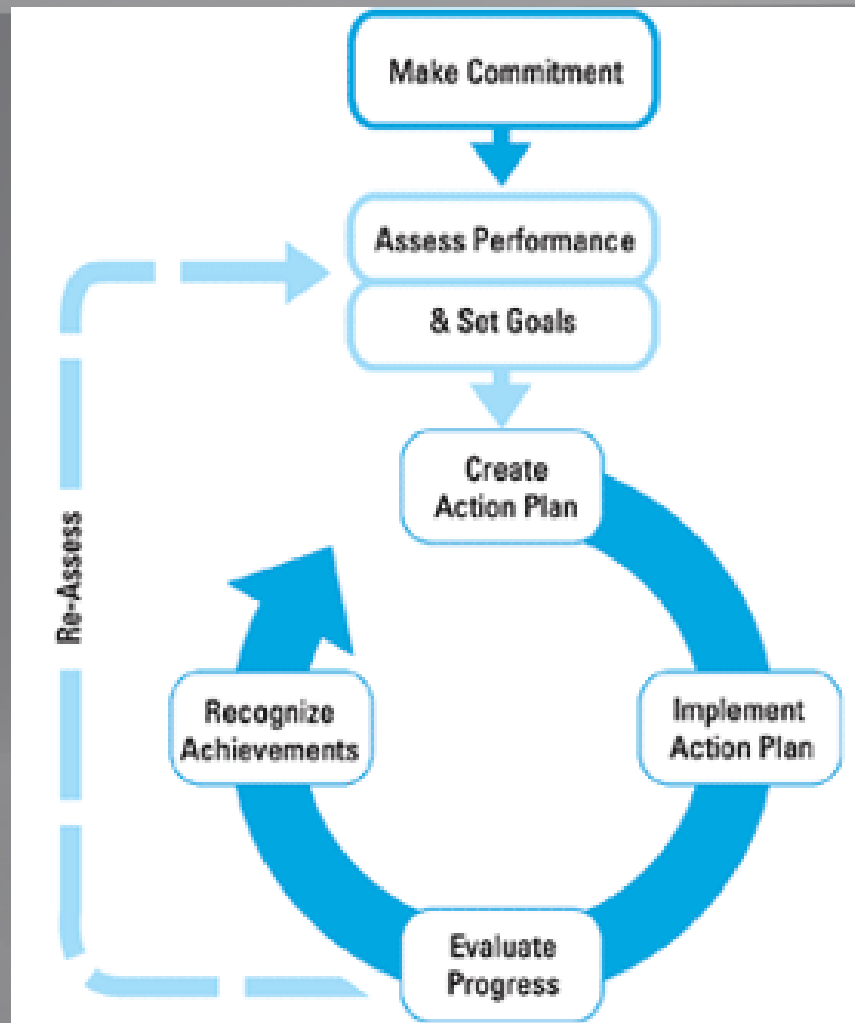 Make Commitment
Assess Performance
& Set Goals
Create
Action Plan
Re-Assess
Recognize
Achievements
Implement
Action Plan
Evaluate
Progress